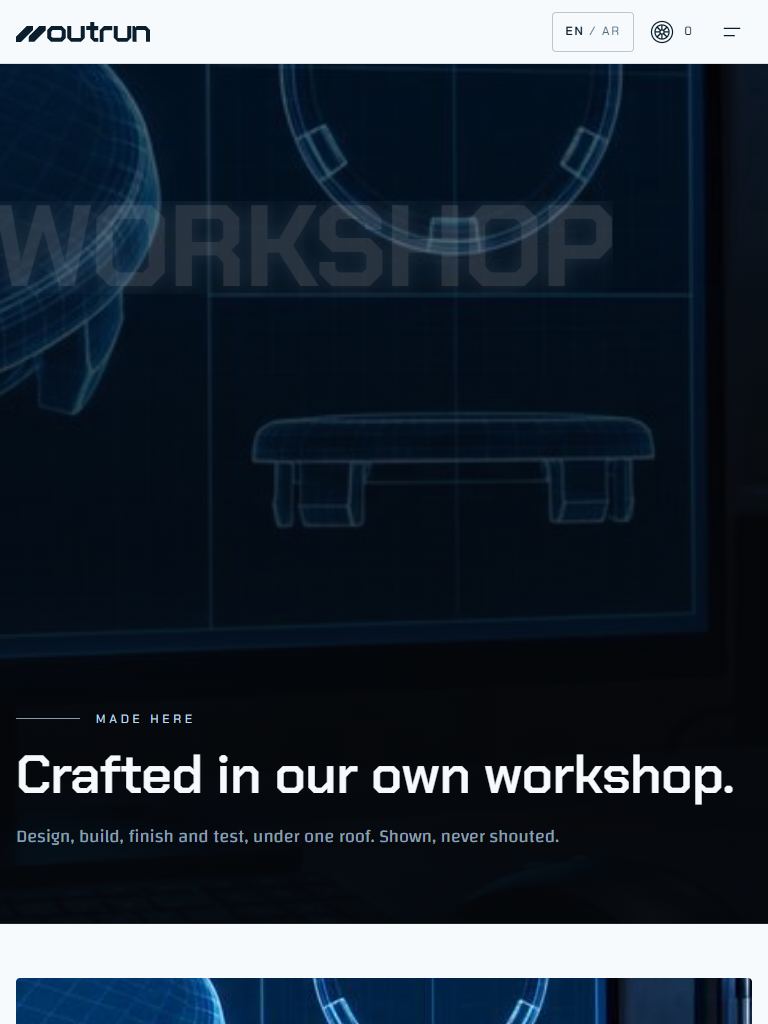 outrun
EN / AR
0
WORKSHOP
MADE HERE
Crafted in our own workshop.
Design, build, finish and test, under one roof. Shown, never shouted.